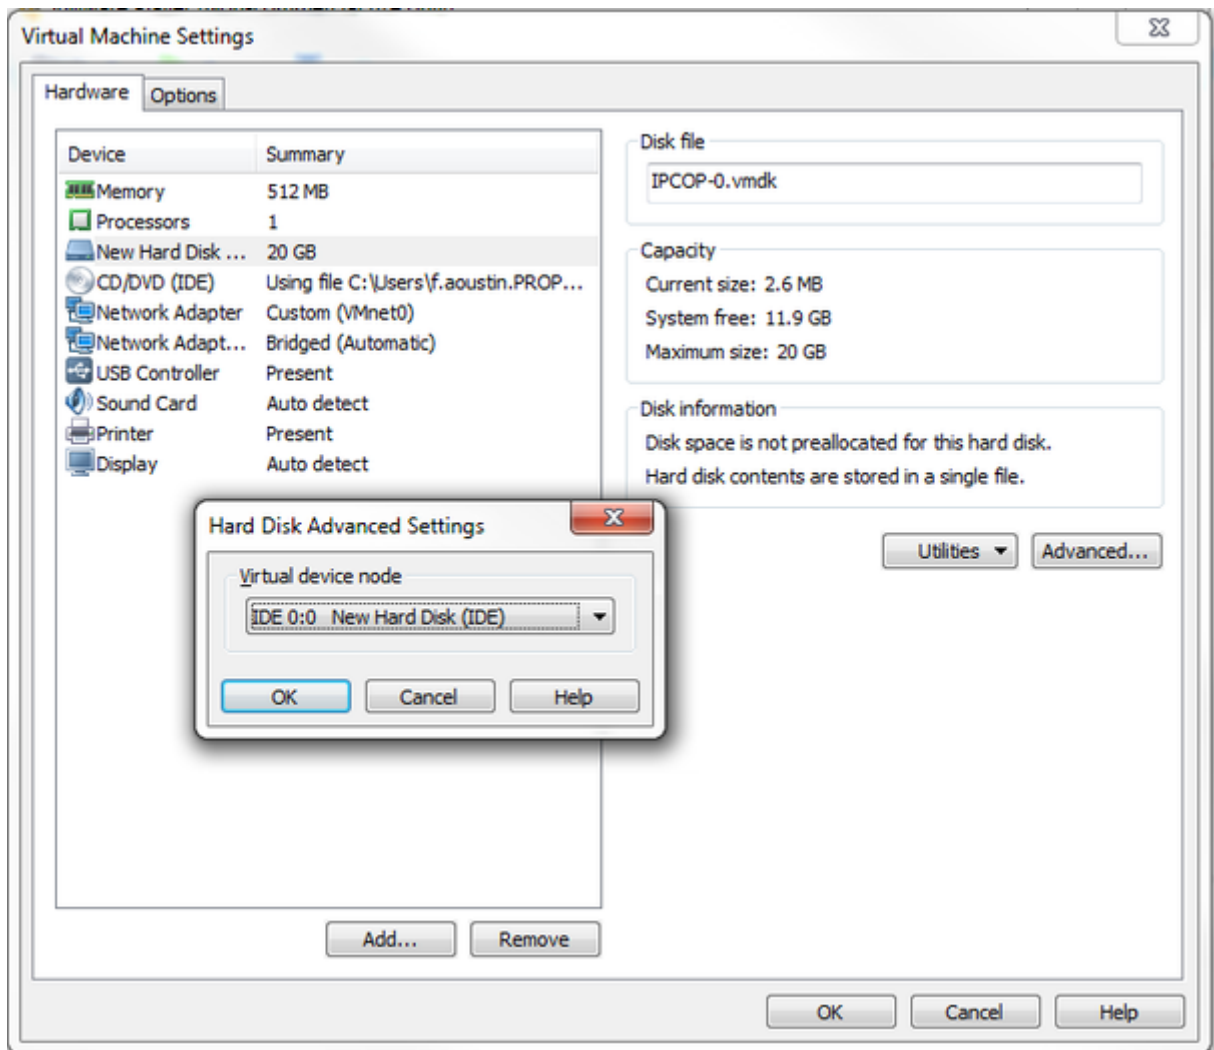 Virtual Machine Settings
Hardware Options
Device Summary
Memory 512 MB
Processors 1
New Hard Disk ... 20 GB
CD/DVD (IDE) Using file C:\Users\f.aoustin.PROP...
Network Adapter Custom (VMnet0)
Network Adapt... Bridged (Automatic)
USB Controller Present
Sound Card Auto detect
Printer Present
Display Auto detect
Disk file
IPCOP-0.vmdk
Capacity
Current size: 2.6 MB
System free: 11.9 GB
Maximum size: 20 GB
Disk information
Disk space is not preallocated for this hard disk.
Hard disk contents are stored in a single file.
Utilities Advanced...
Hard Disk Advanced Settings
Virtual device node
IDE 0:0 New Hard Disk (IDE)
OK Cancel Help
Add... Remove
OK Cancel Help